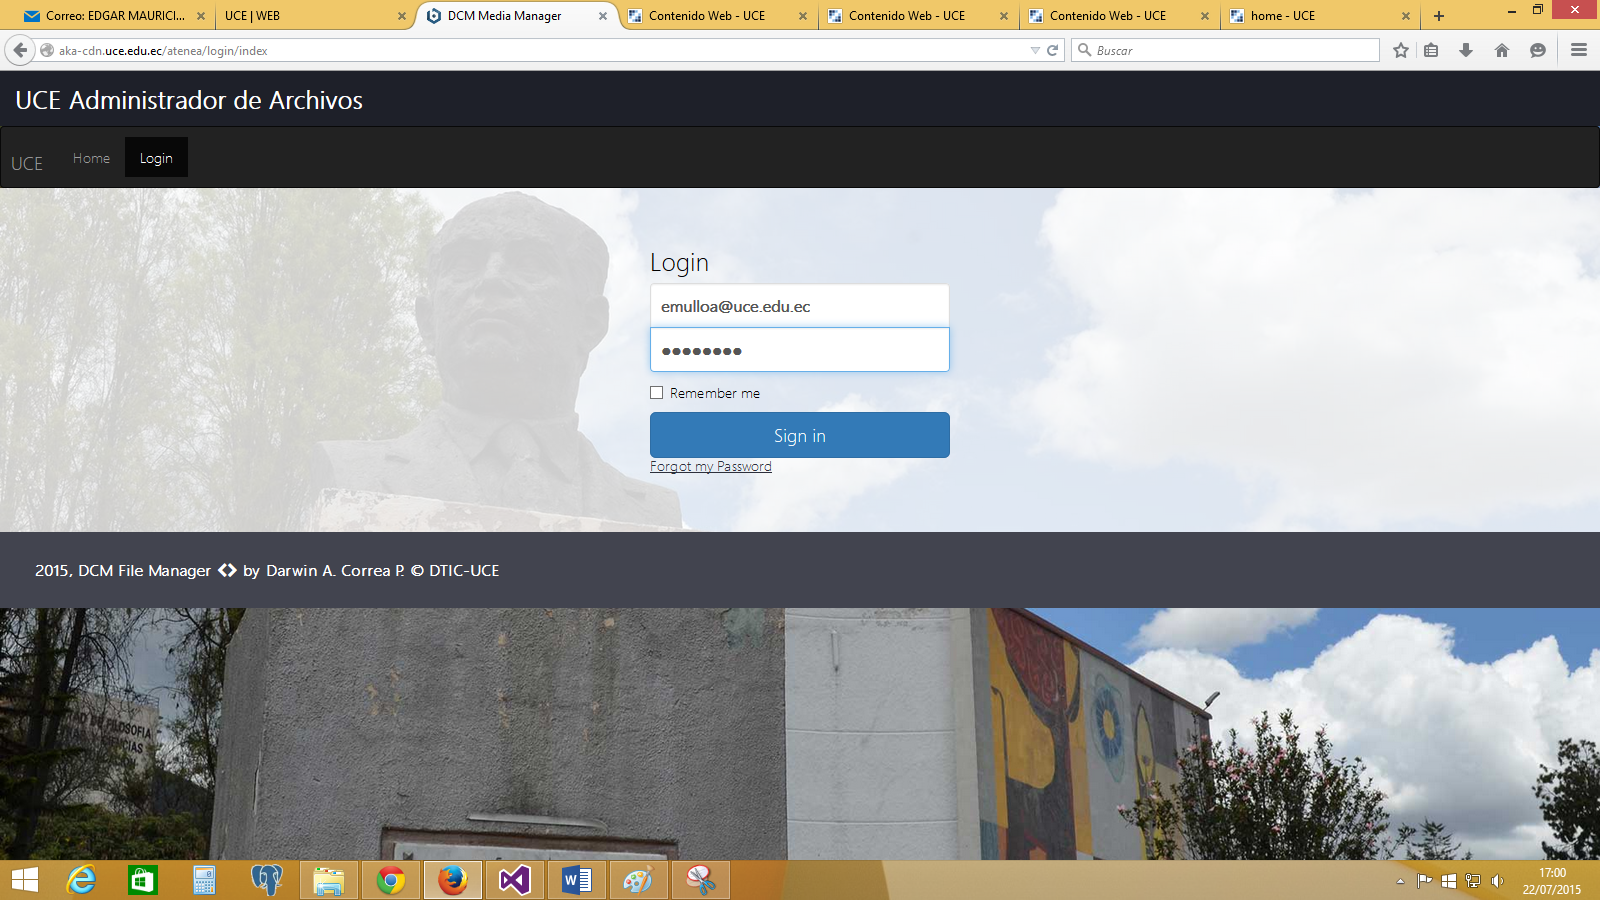 Correo: EDGAR MAURICI...
UCE | WEB
DCM Media Manager
Contenido Web - UCE
Contenido Web - UCE
Contenido Web - UCE
home - UCE
aka-cdn.uce.edu.ec/atenea/login/index
Buscar
UCE Administrador de Archivos
UCE
Home
Login
Login
emulloa@uce.edu.ec
Remember me
Sign in
Forgot my Password
2015, DCM File Manager <> by Darwin A. Correa P. © DTIC-UCE
DE FILOSOFIA
CIAS
17:00
22/07/2015